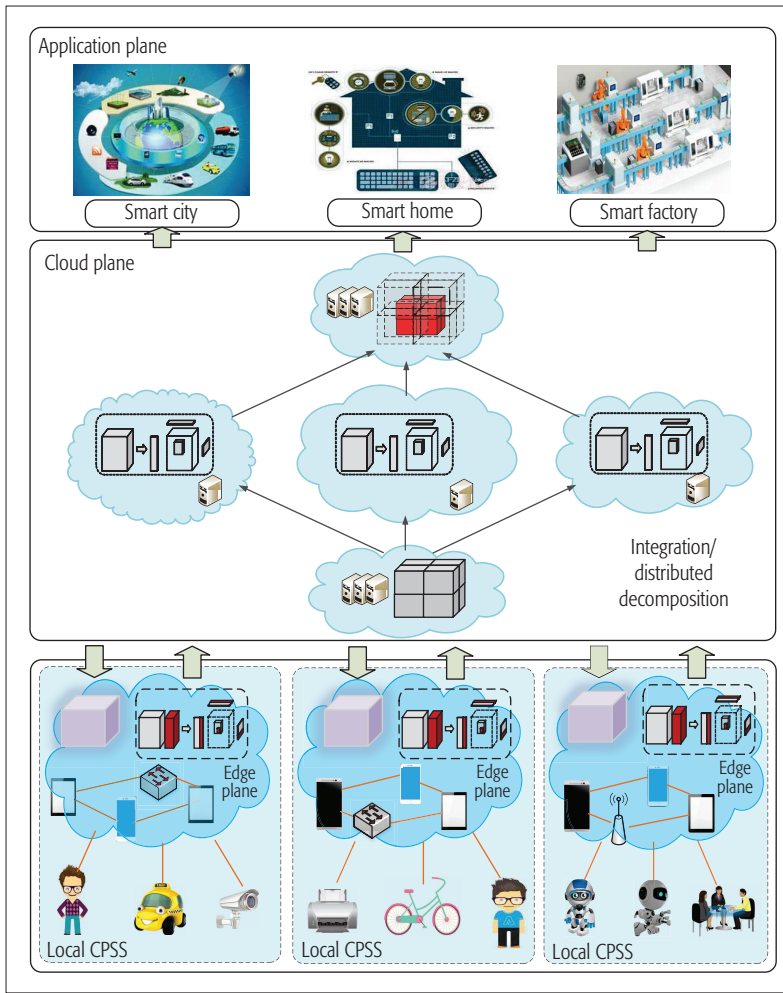 Application plane
Smart city
Smart home
Smart factory
Cloud plane
Integration/
distributed
decomposition
Edge
plane
Local CPSS
Edge
plane
Local CPSS
Edge
plane
Local CPSS